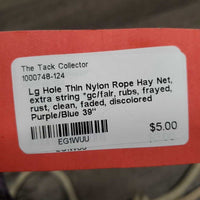 The Tack Collector
1000748-124
Lg Hole Thin Nylon Rope Hay Net,
extra string "gc/fair, rubs, frayed,
rust, clean, faded, discolored
Purple/Blue 39"
$5.00
EG1WUU